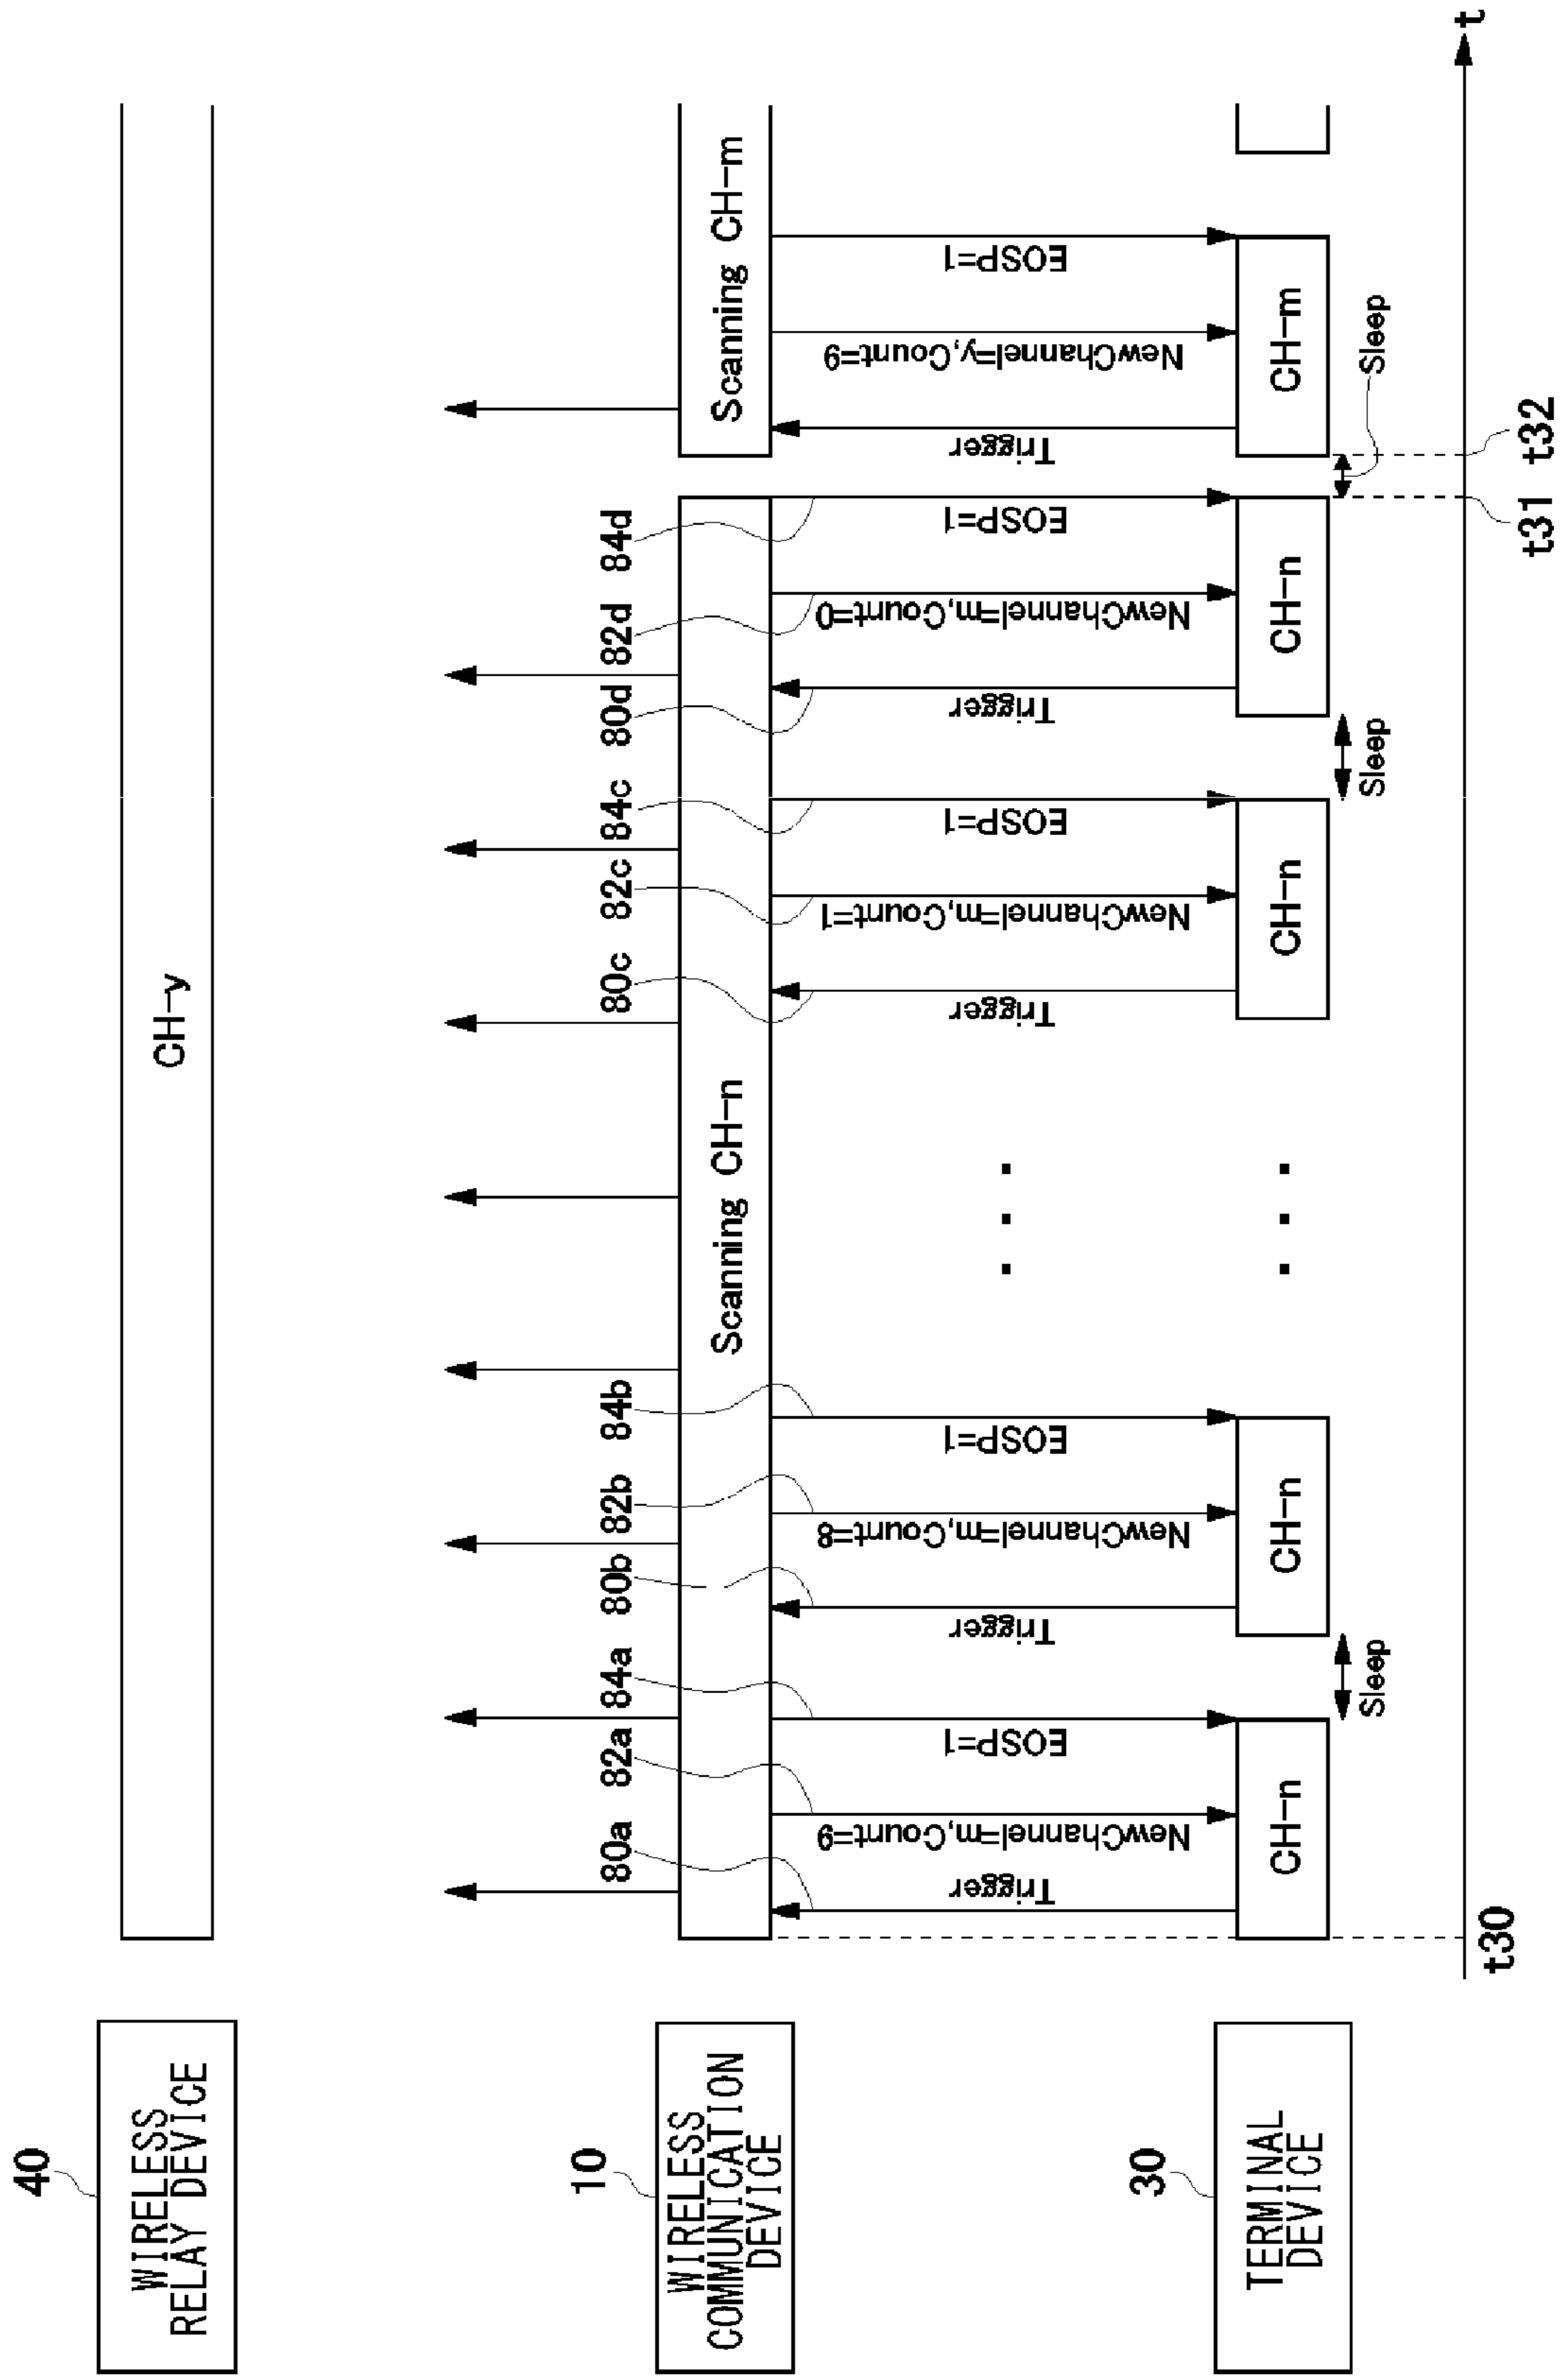 40
WIRELESS
RELAY DEVICE
CH-y
10
WIRELESS
COMMUNICATION
DEVICE
80a
82a
84a
80b
82b
84b
80c
82c
84c
80d
82d
84d
Scanning CH-n
Scanning CH-m
Trigger
NewChannel=m,Count=9
EOSP=1
Trigger
NewChannel=m,Count=8
EOSP=1
Trigger
NewChannel=m,Count=1
EOSP=1
Trigger
NewChannel=m,Count=0
EOSP=1
Trigger
NewChannel=y,Count=9
EOSP=1
30
TERMINAL
DEVICE
CH-n
CH-n
CH-n
CH-n
CH-m
Sleep
Sleep
Sleep
t30
t31
t32
t